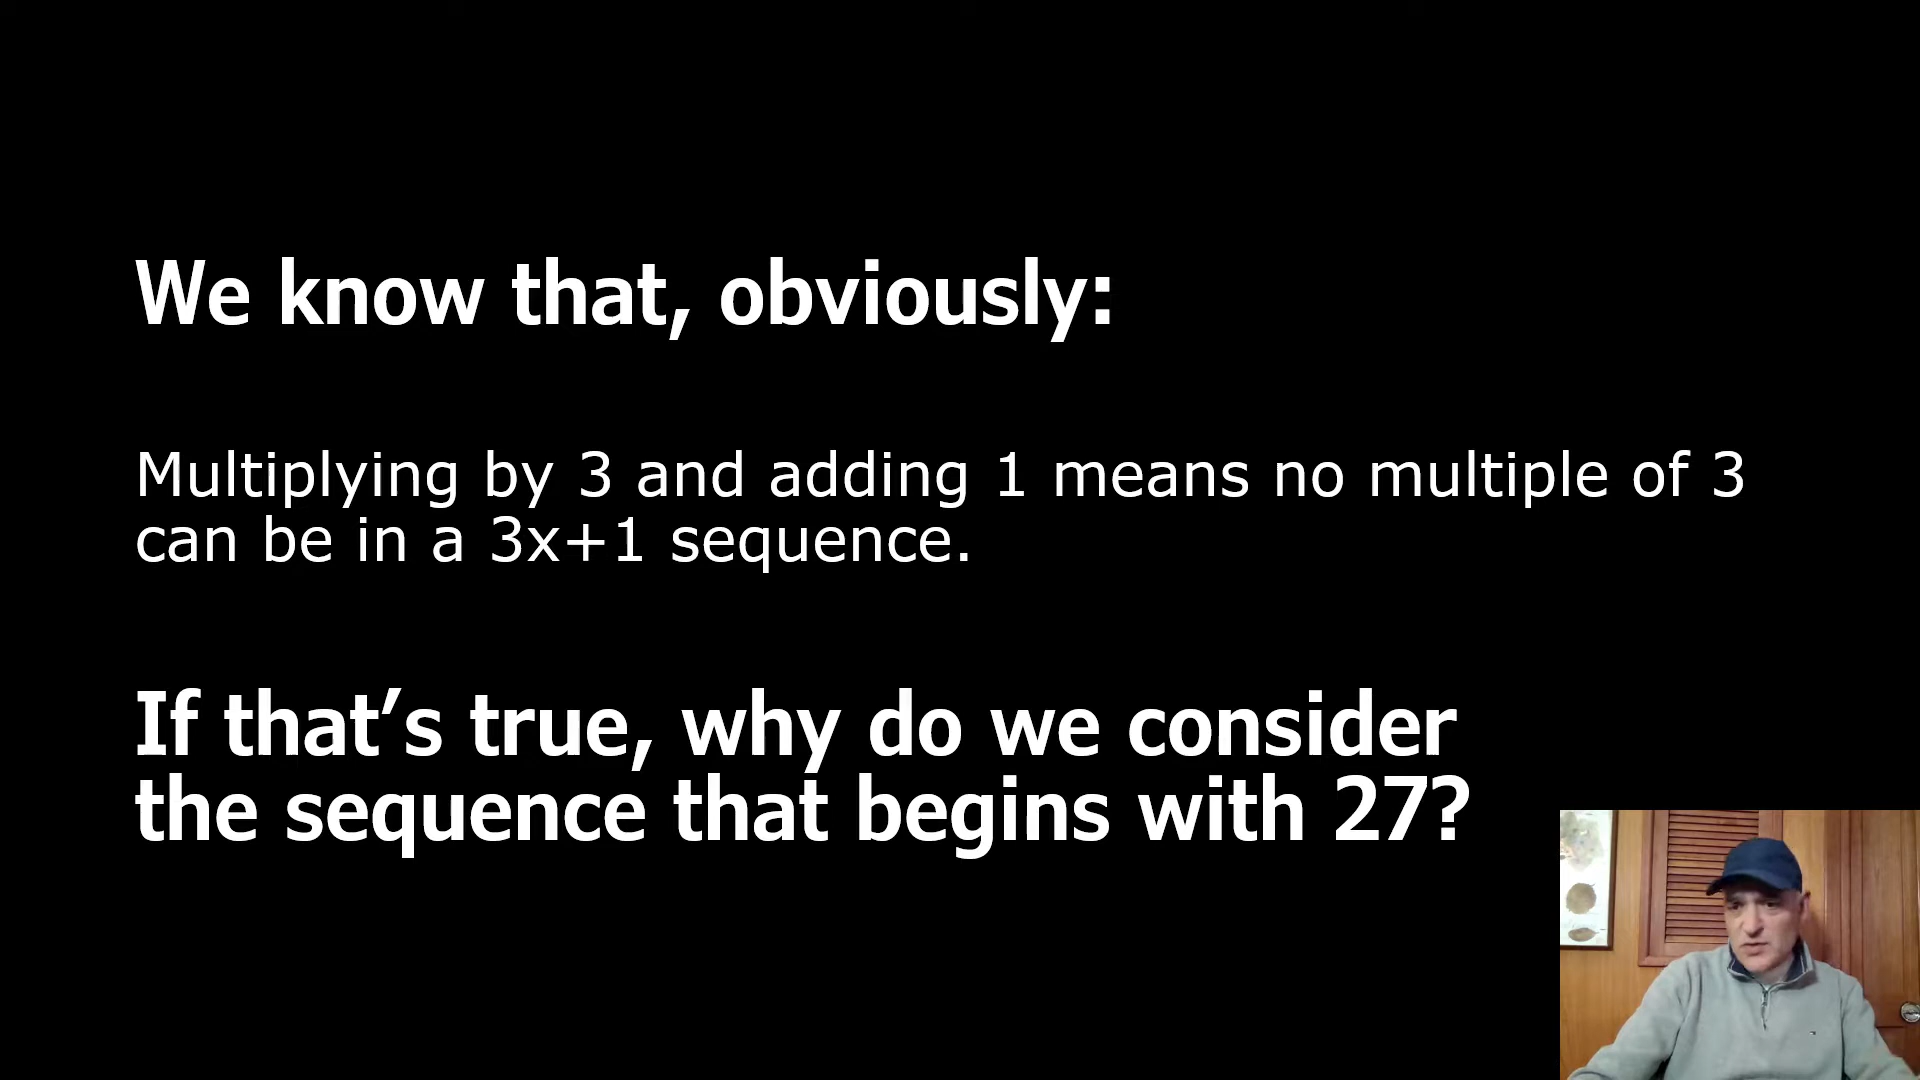 We know that, obviously:
Multiplying by 3 and adding 1 means no multiple of 3
can be in a 3x+1 sequence.
If that’s true, why do we consider
the sequence that begins with 27?